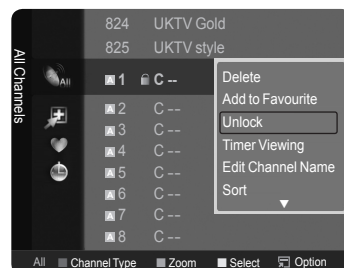 824 UKTV Gold
825 UKTV style
All Channels
All
A 1 C --
A 2 C --
A 3 C --
A 4 C --
A 5 C --
A 6 C --
A 7 C --
A 8 C --
Delete
Add to Favourite
Unlock
Timer Viewing
Edit Channel Name
Sort
All Channel Type Zoom Select Option